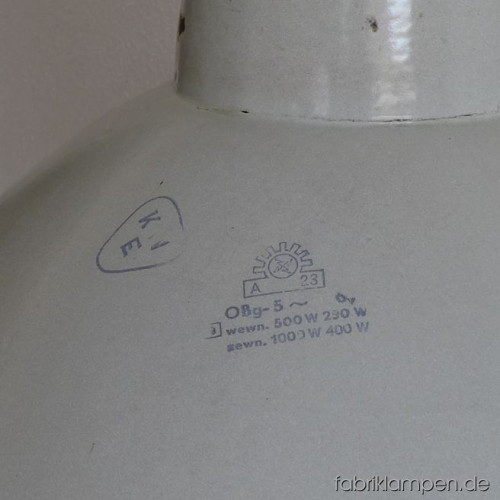 K I
E
A 23
OBg-5 ~
wewn. 500 W 250 W
zewn. 1000 W 400 W
fabriklampen.de